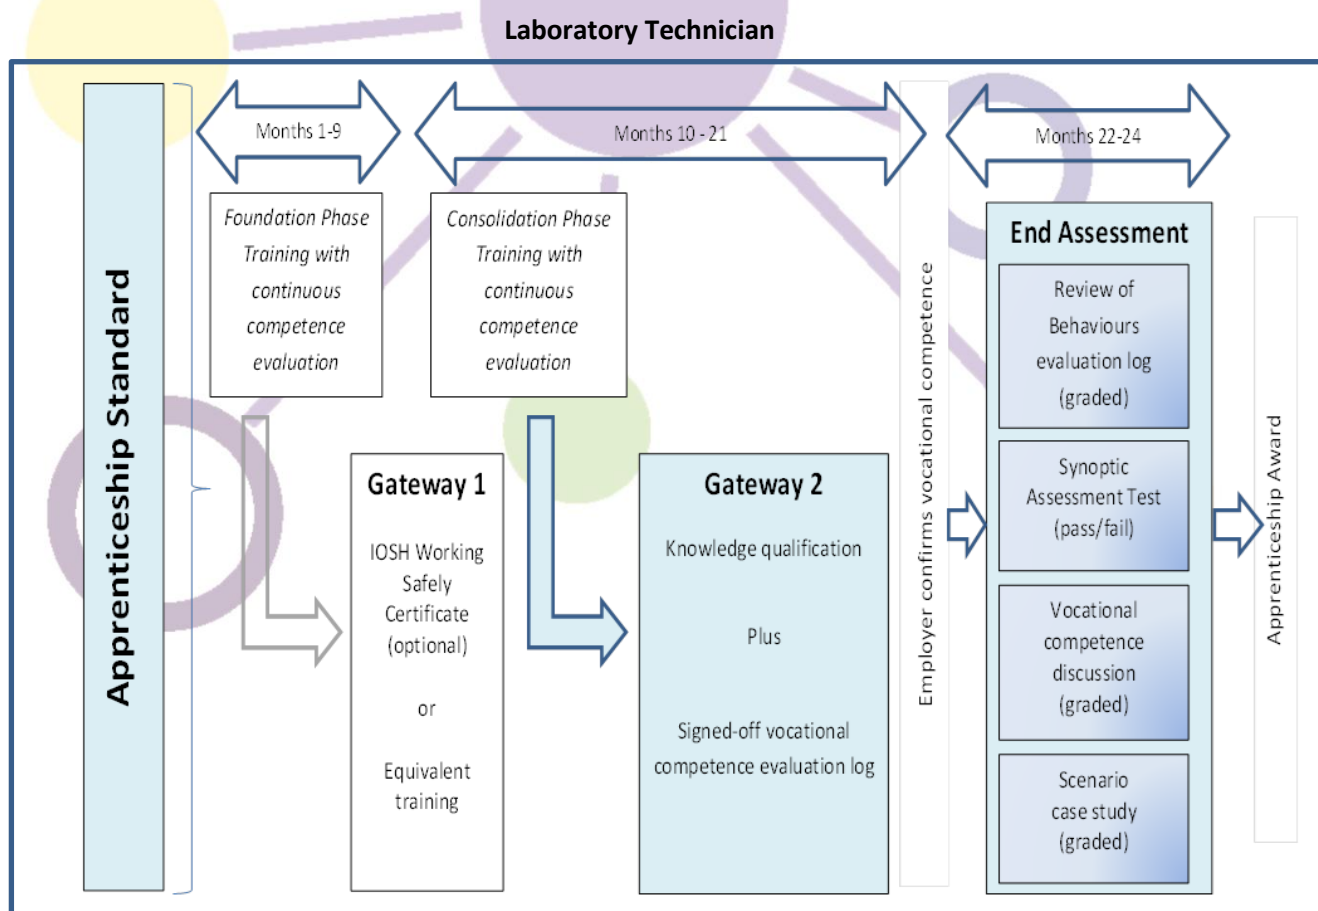 Laboratory Technician
Apprenticeship Standard
Months 1-9
Months 10 - 21
Months 22-24
Foundation Phase
Training with
continuous
competence
evaluation
Consolidation Phase
Training with
continuous
competence
evaluation
Gateway 1
IOSH Working
Safely
Certificate
(optional)
or
Equivalent
training
Gateway 2
Knowledge qualification
Plus
Signed-off vocational
competence evaluation log
Employer confirms vocational competence
End Assessment
Review of
Behaviours
evaluation log
(graded)
Synoptic
Assessment Test
(pass/fail)
Vocational
competence
discussion
(graded)
Scenario
case study
(graded)
Apprenticeship Award